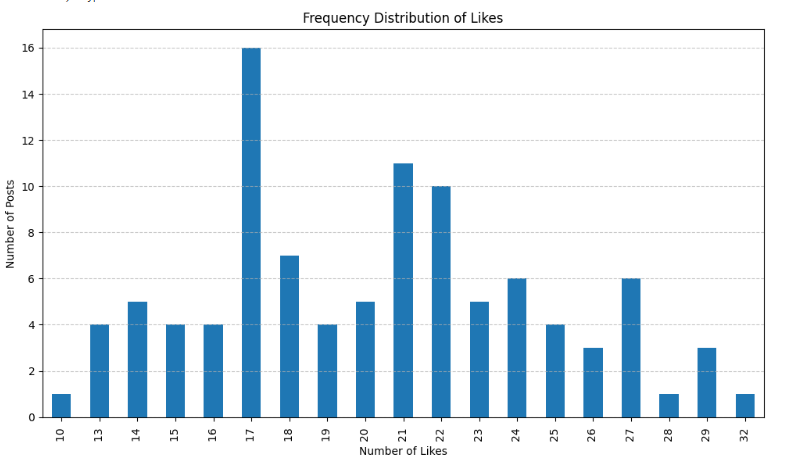 Frequency Distribution of Likes
Number of Posts
16
14
12
10
8
6
4
2
0
10 13 14 15 16 17 18 19 20 21 22 23 24 25 26 27 28 29 32
Number of Likes